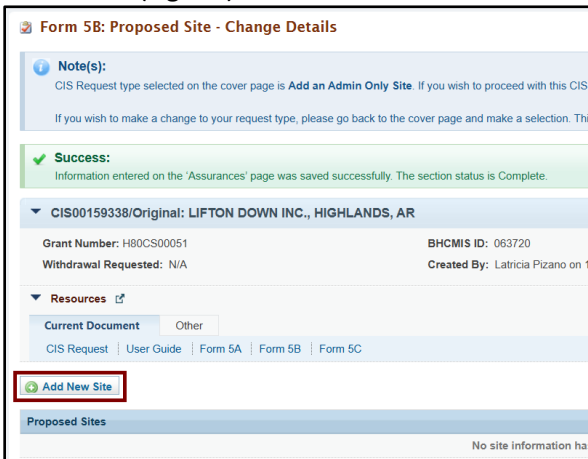 Form 5B: Proposed Site - Change Details
Note(s):
CIS Request type selected on the cover page is Add an Admin Only Site. If you wish to proceed with this CIS
If you wish to make a change to your request type, please go back to the cover page and make a selection. Thi
Success:
Information entered on the 'Assurances' page was saved successfully. The section status is Complete.
CIS00159338/Original: LIFTON DOWN INC., HIGHLANDS, AR
Grant Number: H80CS00051 BHCMIS ID: 063720
Withdrawal Requested: N/A Created By: Latricia Pizano on 1
Resources
Current Document Other
CIS Request User Guide Form 5A Form 5B Form 5C
Add New Site
Proposed Sites
No site information ha